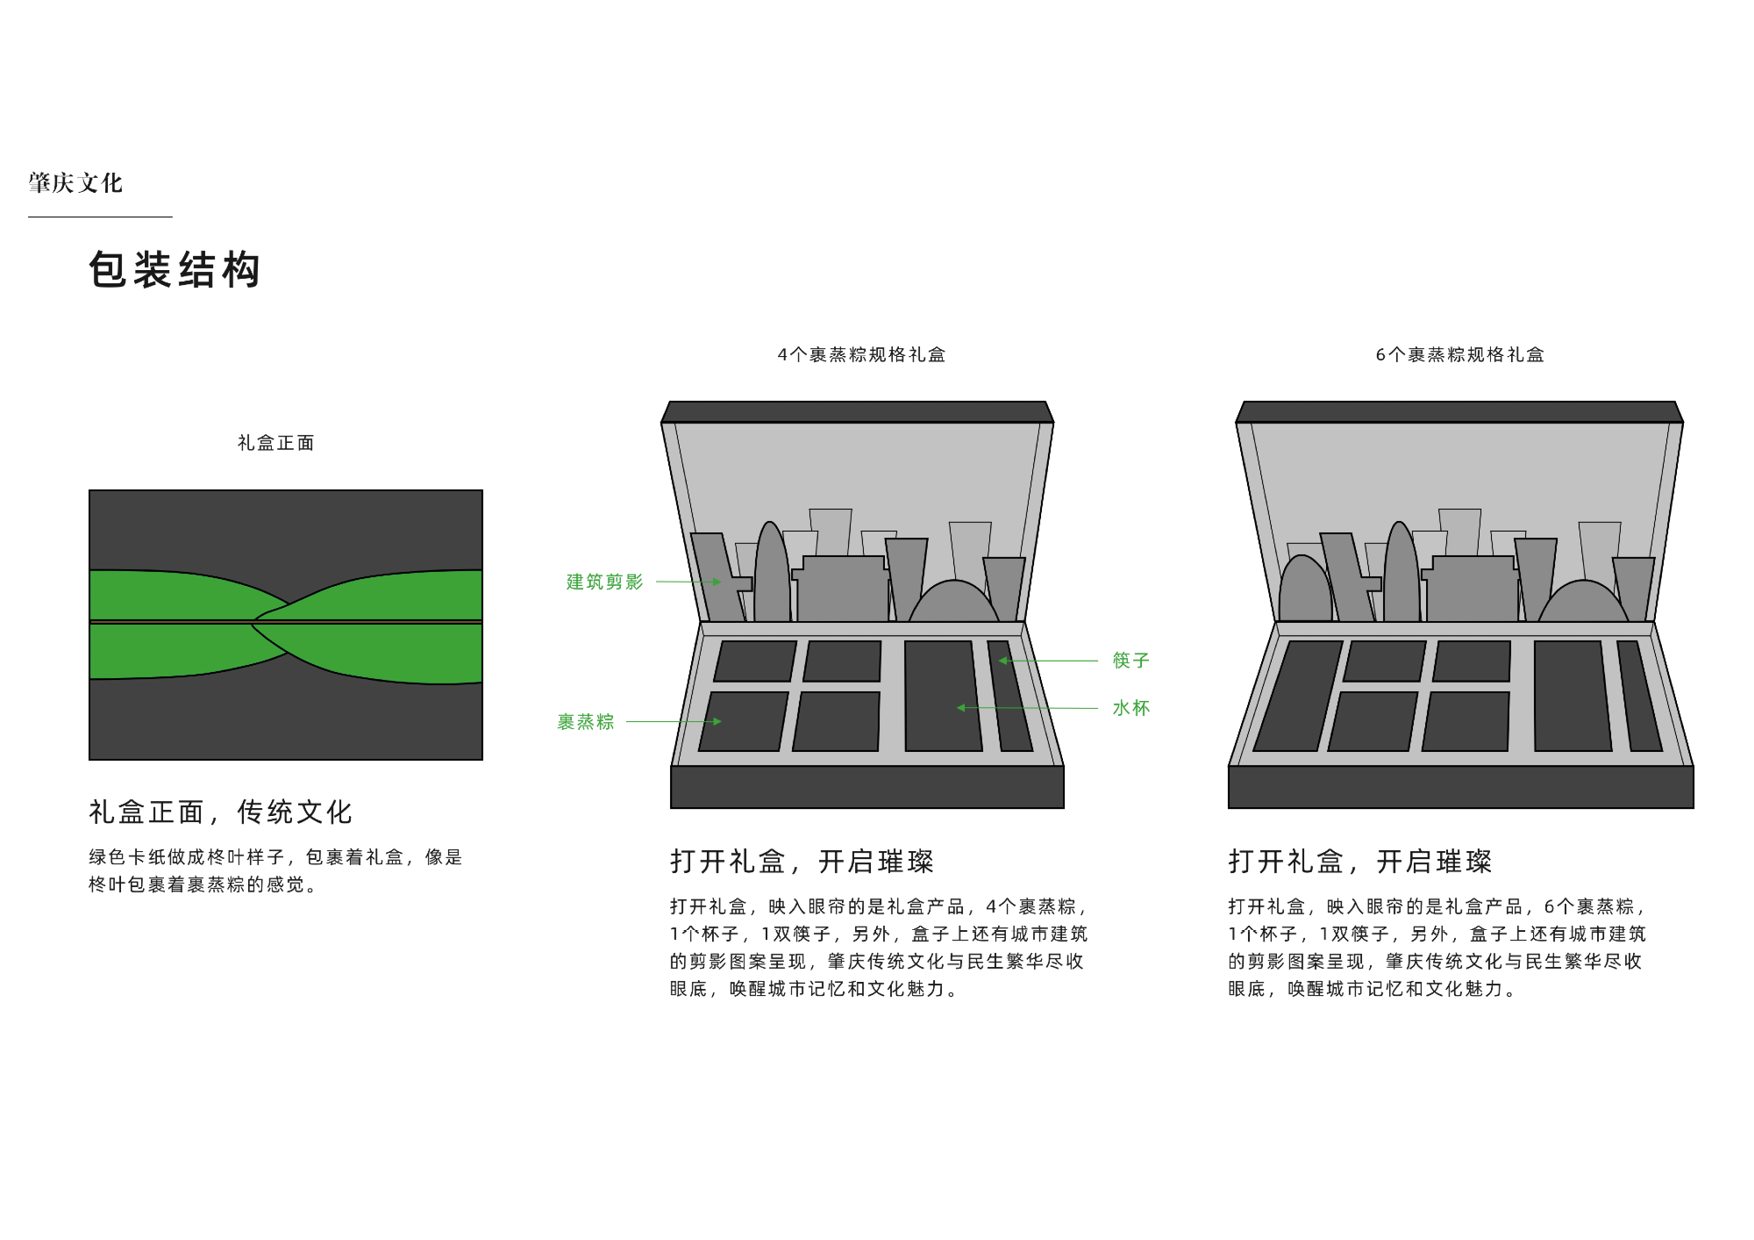 肇庆文化
包装结构
礼盒正面
礼盒正面，传统文化
绿色卡纸做成柊叶样子，包裹着礼盒，像是
柊叶包裹着裹蒸粽的感觉。
4个裹蒸粽规格礼盒
建筑剪影
裹蒸粽
筷子
水杯
打开礼盒，开启璀璨
打开礼盒，映入眼帘的是礼盒产品，4个裹蒸粽，
1个杯子，1双筷子，另外，盒子上还有城市建筑
的剪影图案呈现，肇庆传统文化与民生繁华尽收
眼底，唤醒城市记忆和文化魅力。
6个裹蒸粽规格礼盒
打开礼盒，开启璀璨
打开礼盒，映入眼帘的是礼盒产品，6个裹蒸粽，
1个杯子，1双筷子，另外，盒子上还有城市建筑
的剪影图案呈现，肇庆传统文化与民生繁华尽收
眼底，唤醒城市记忆和文化魅力。